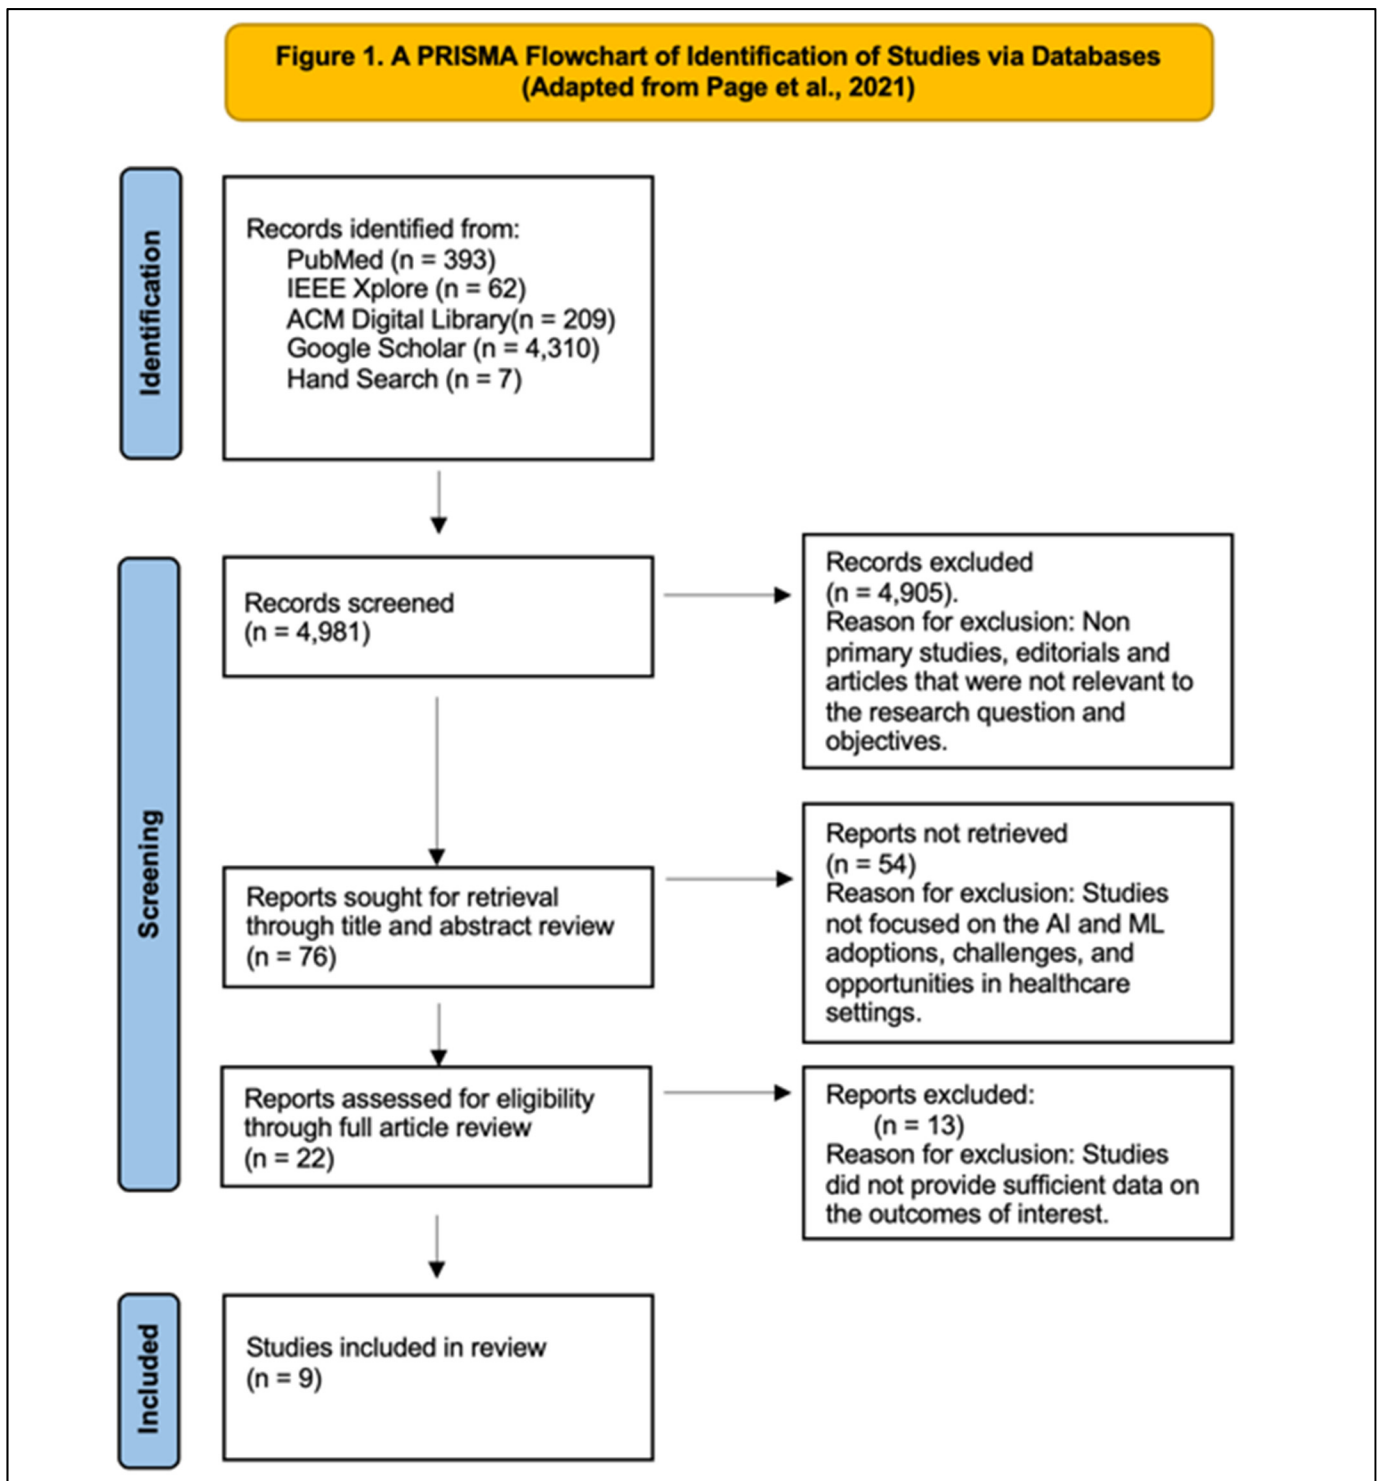 Figure 1. A PRISMA Flowchart of Identification of Studies via Databases
(Adapted from Page et al., 2021)
Identification
Records identified from:
PubMed (n = 393)
IEEE Xplore (n = 62)
ACM Digital Library(n = 209)
Google Scholar (n = 4,310)
Hand Search (n = 7)
Screening
Records screened
(n = 4,981)
Records excluded
(n = 4,905).
Reason for exclusion: Non
primary studies, editorials and
articles that were not relevant to
the research question and
objectives.
Reports sought for retrieval
through title and abstract review
(n = 76)
Reports not retrieved
(n = 54)
Reason for exclusion: Studies
not focused on the AI and ML
adoptions, challenges, and
opportunities in healthcare
settings.
Reports assessed for eligibility
through full article review
(n = 22)
Reports excluded:
(n = 13)
Reason for exclusion: Studies
did not provide sufficient data on
the outcomes of interest.
Included
Studies included in review
(n = 9)